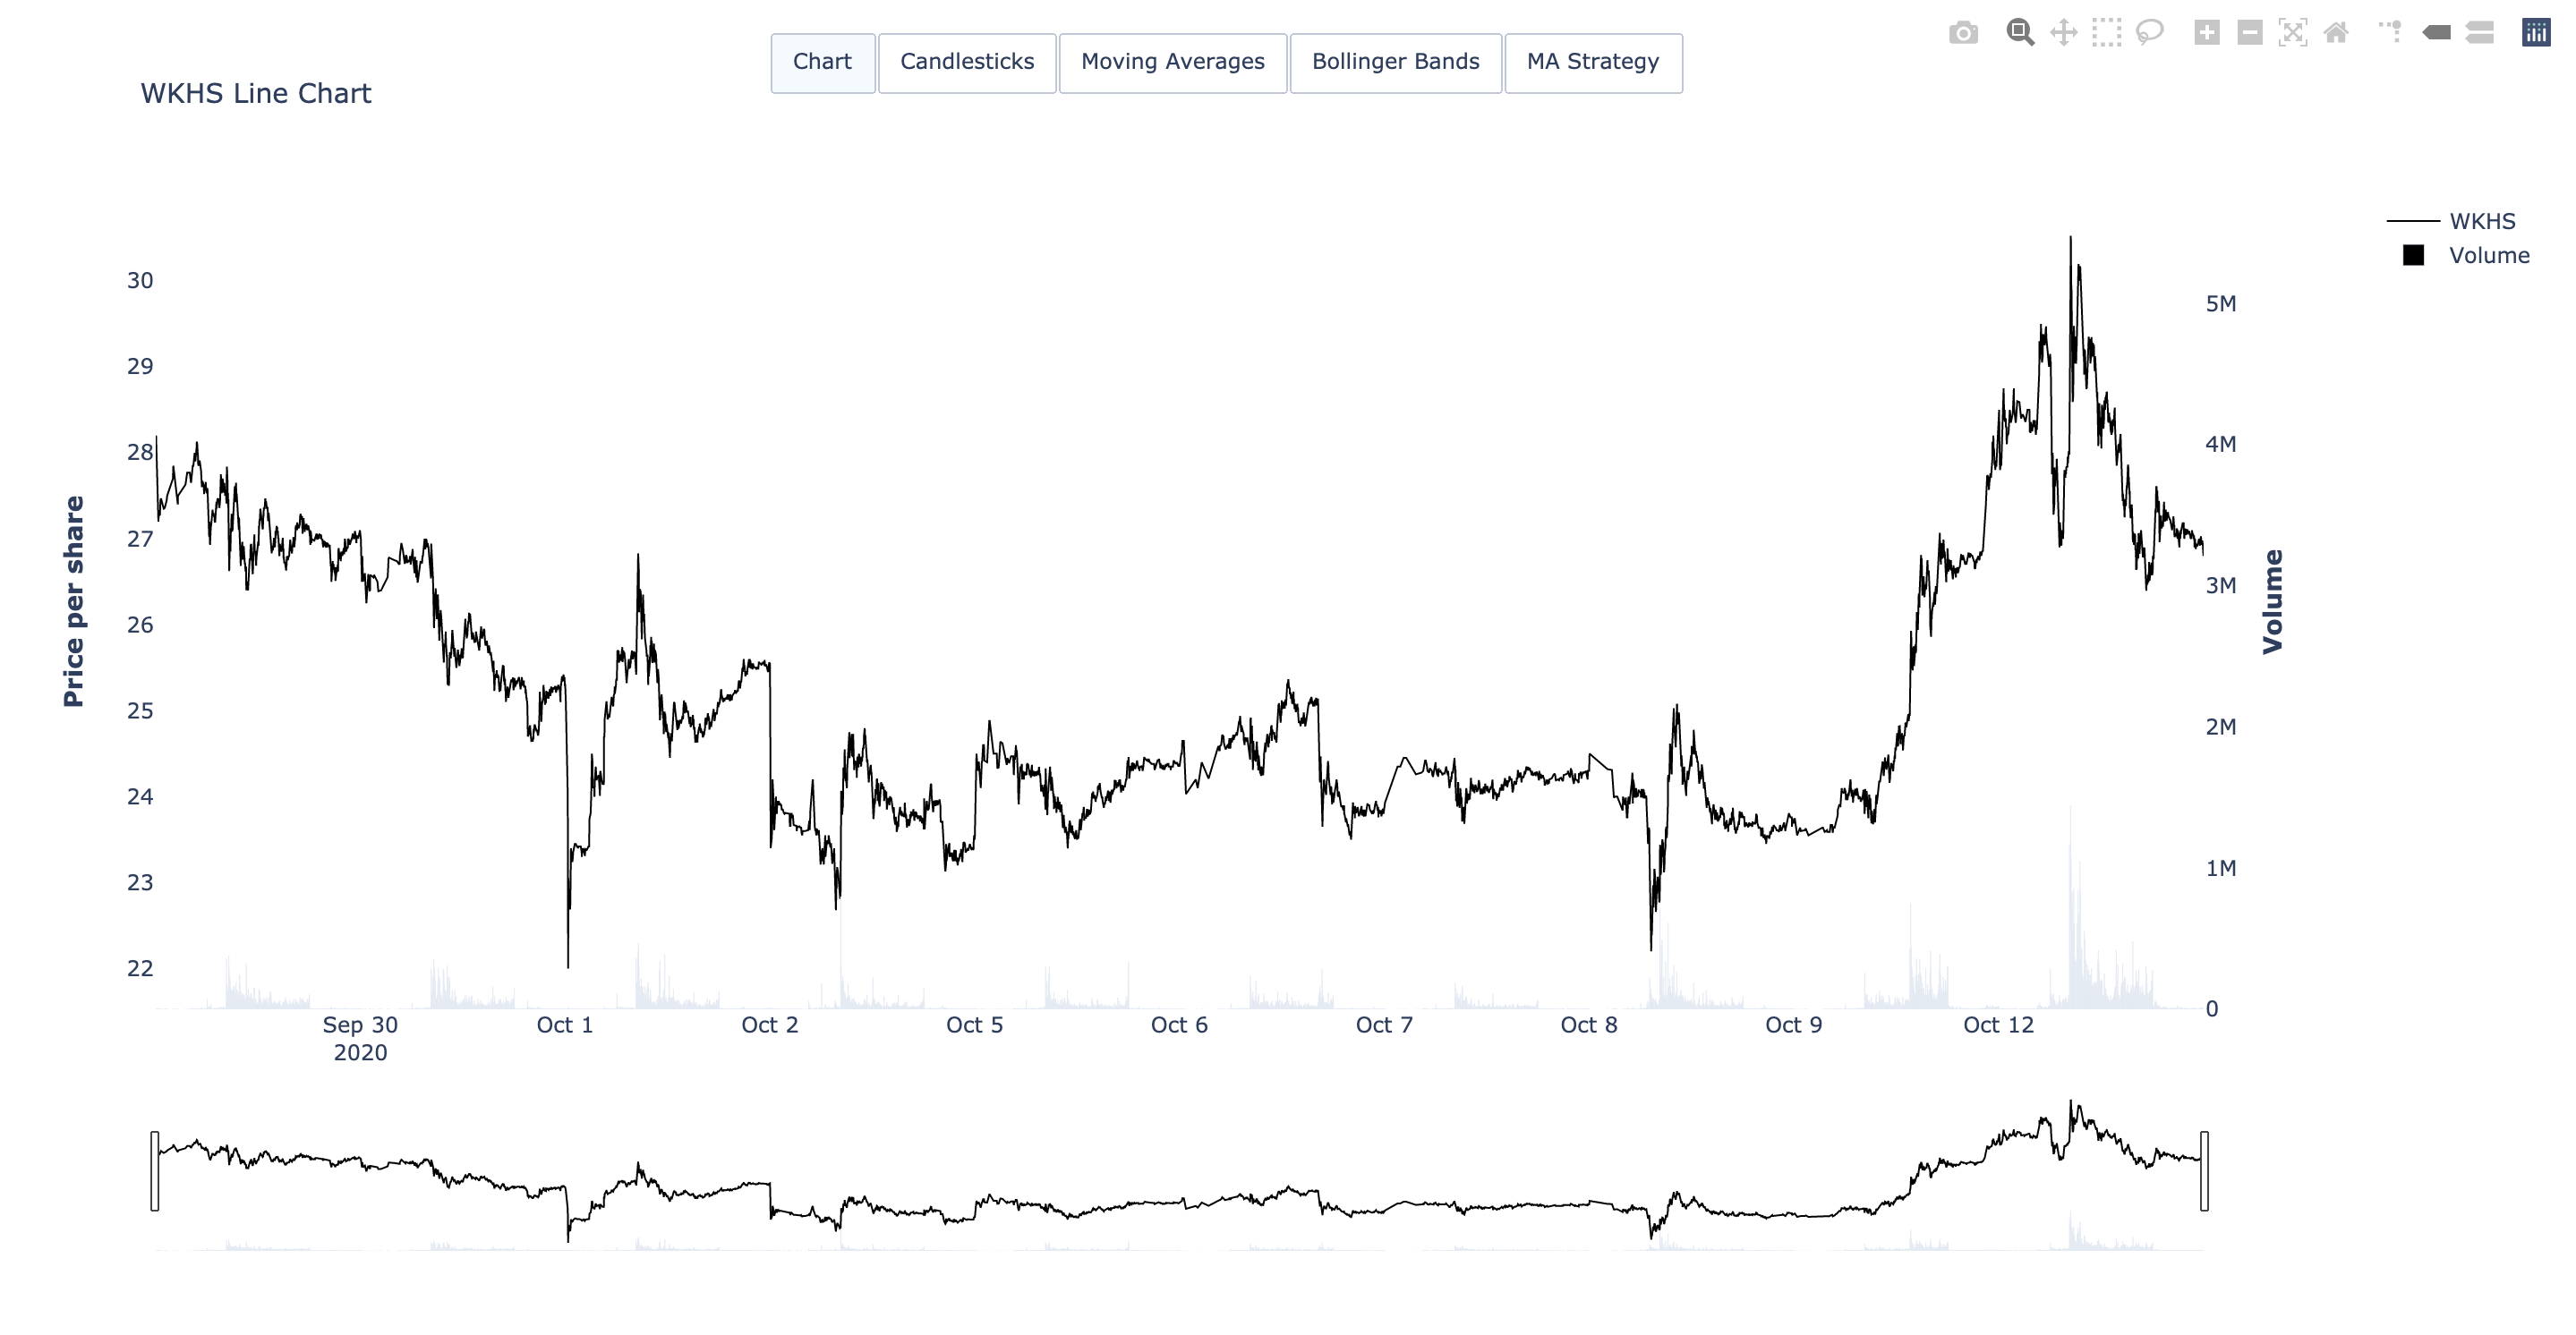 Chart
Candlesticks
Moving Averages
Bollinger Bands
MA Strategy
WKHS Line Chart
WKHS
Volume
30
29
28
27
26
25
24
23
22
Price per share
5M
4M
3M
2M
1M
0
Volume
Sep 30
2020
Oct 1
Oct 2
Oct 5
Oct 6
Oct 7
Oct 8
Oct 9
Oct 12